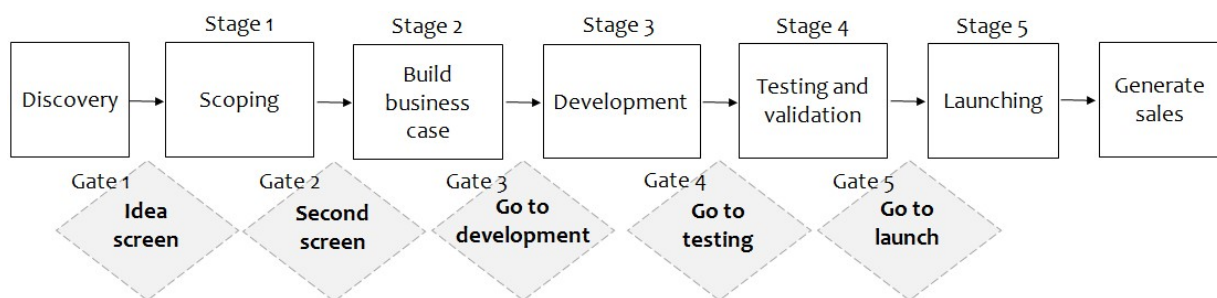 Stage 1
Stage 2
Stage 3
Stage 4
Stage 5
Discovery
Scoping
Build
business
case
Development
Testing and
validation
Launching
Generate
sales
Gate 1
Idea
screen
Gate 2
Second
screen
Gate 3
Go to
development
Gate 4
Go to
testing
Gate 5
Go to
launch